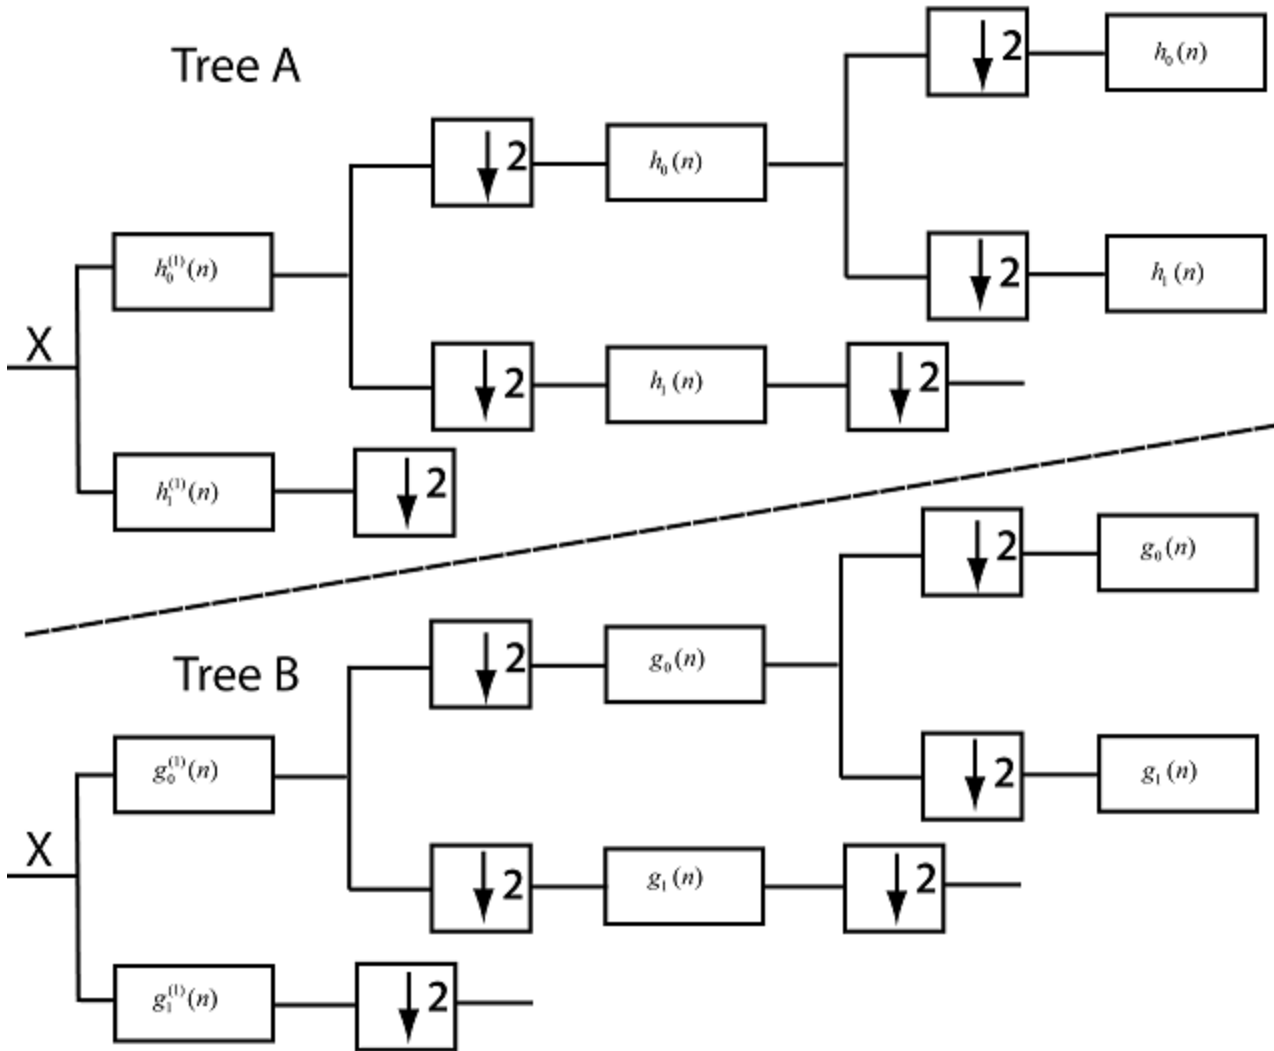 Tree A
2
h₀(n)
2
h₀(n)
h₀⁽¹⁾(n)
2
h₁(n)
X
2
h₁(n)
2
h₁⁽¹⁾(n)
2
2
g₀(n)
Tree B
2
g₀(n)
g₀⁽¹⁾(n)
2
g₁(n)
X
2
g₁(n)
2
g₁⁽¹⁾(n)
2